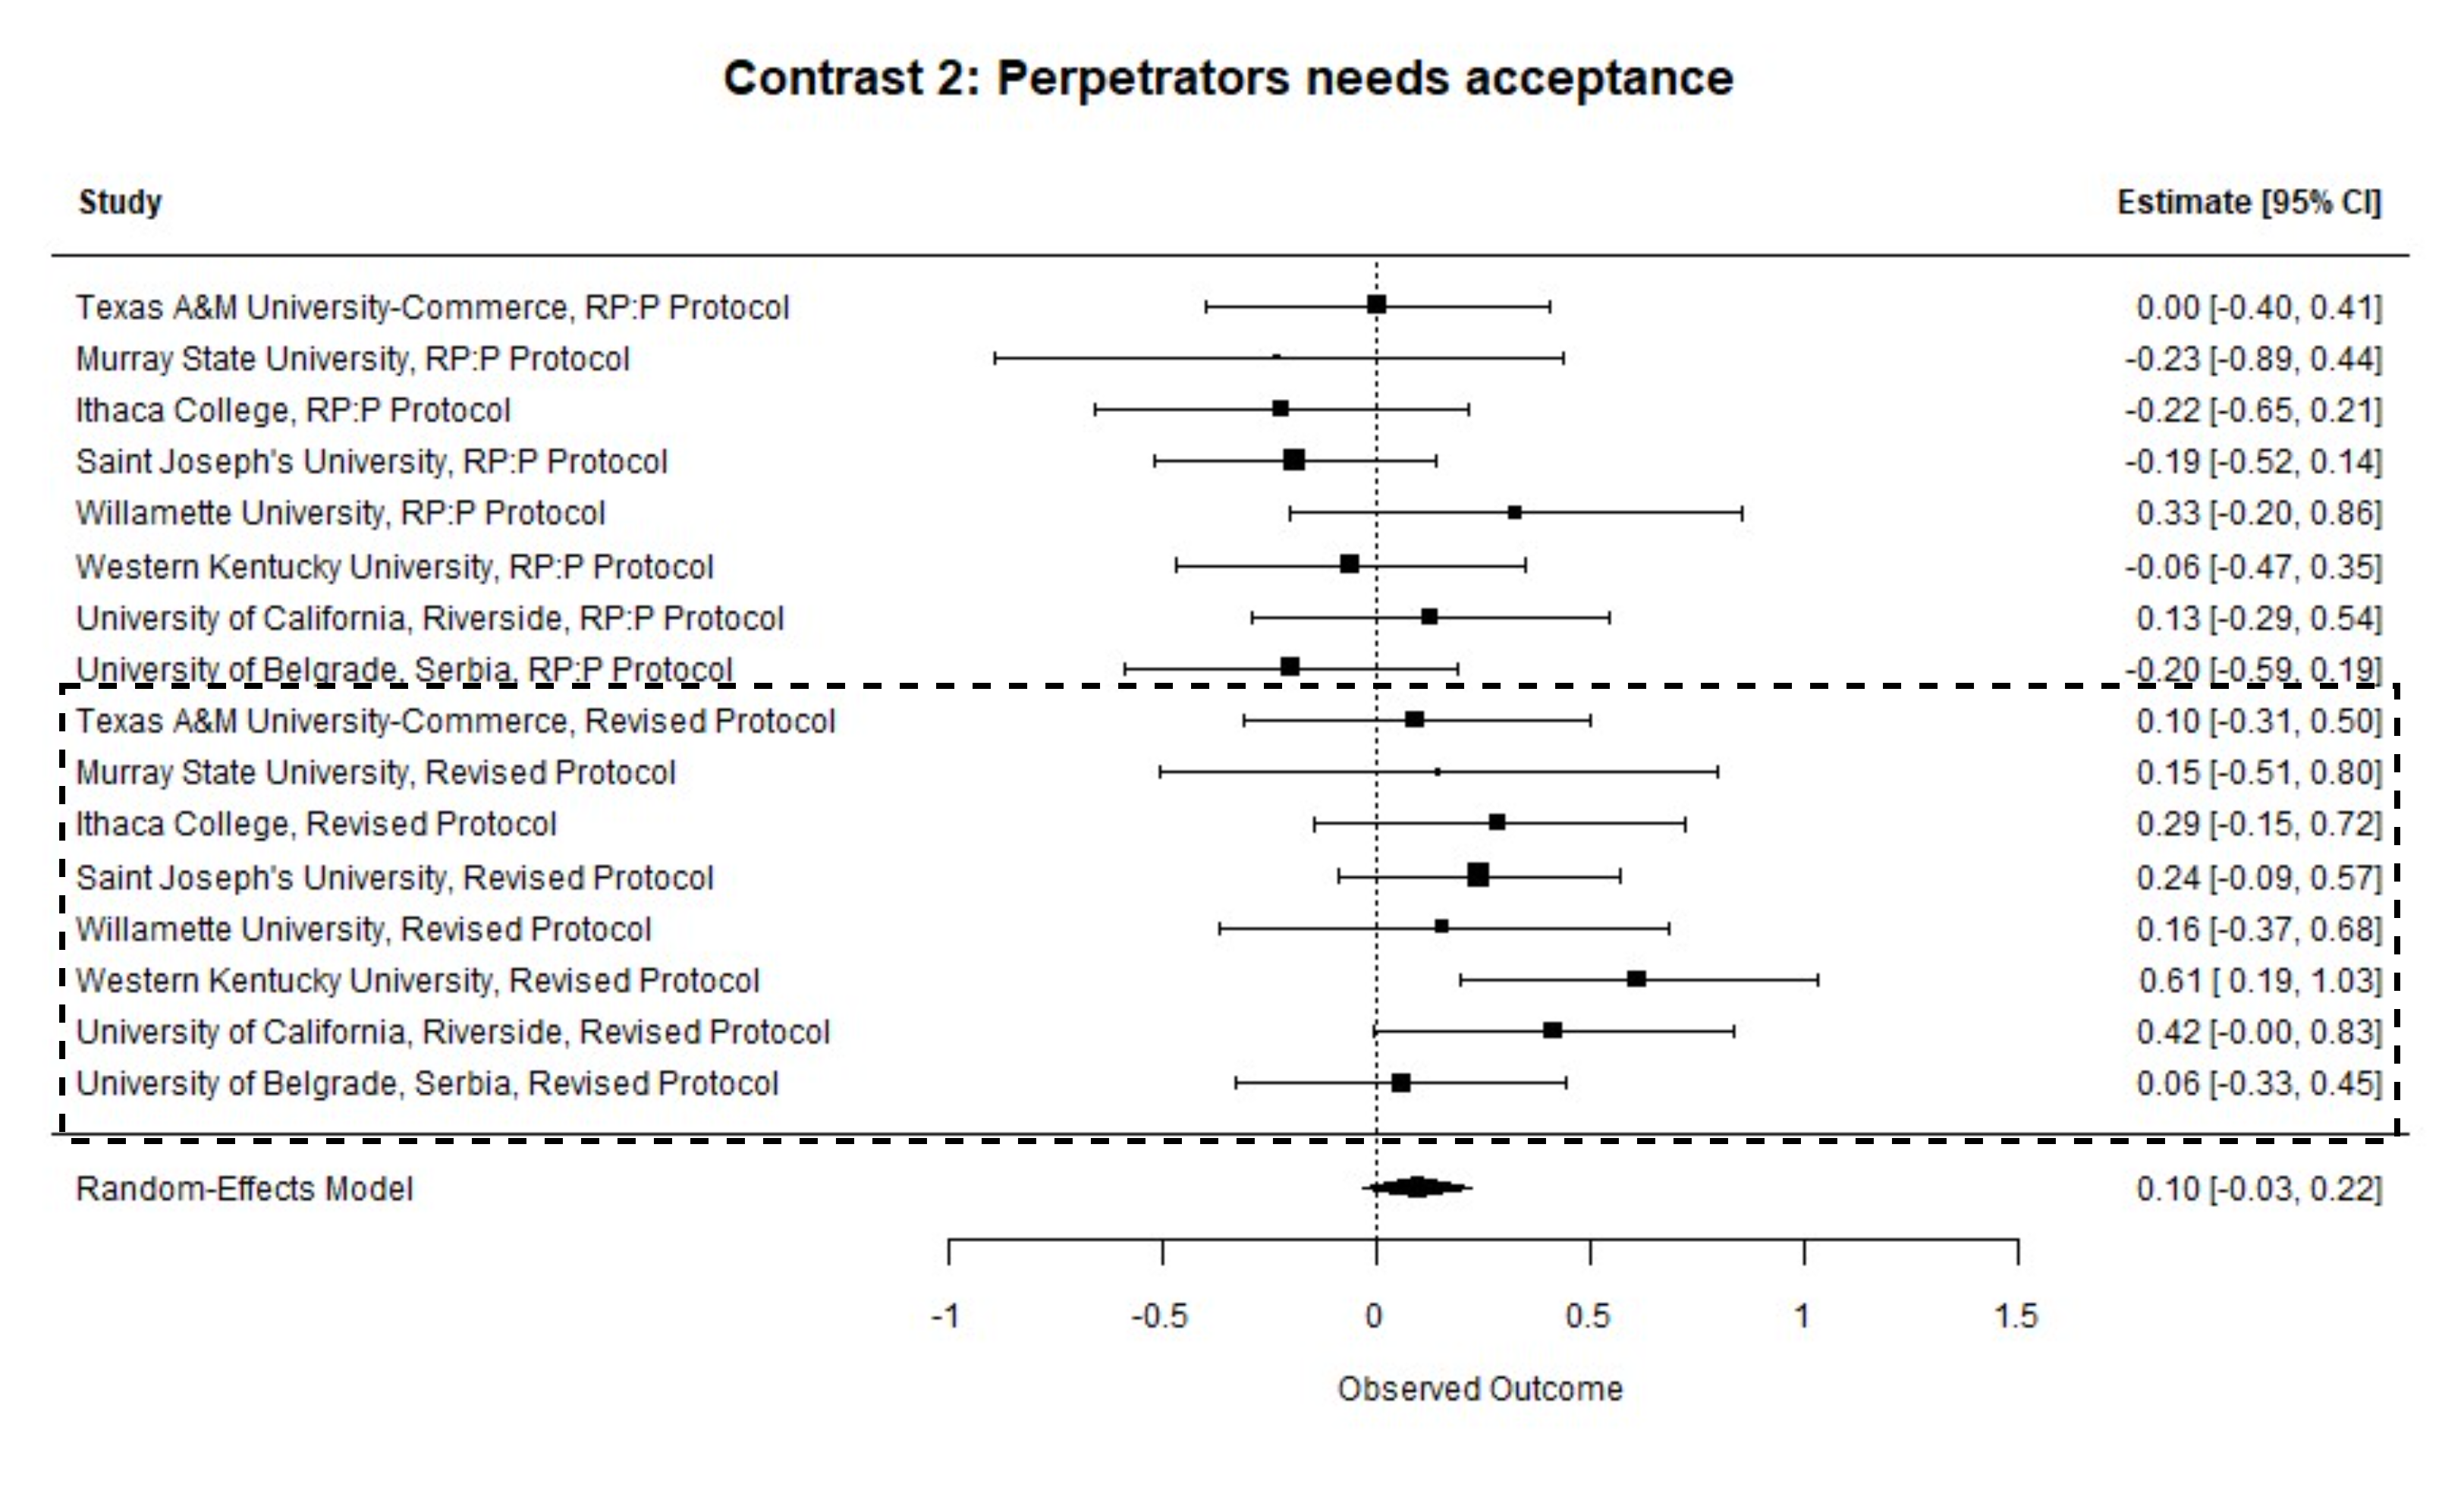 Contrast 2: Perpetrators needs acceptance
Study Estimate [95% CI]
Texas A&M University-Commerce, RP:P Protocol 0.00 [-0.40, 0.41]
Murray State University, RP:P Protocol -0.23 [-0.89, 0.44]
Ithaca College, RP:P Protocol -0.22 [-0.65, 0.21]
Saint Joseph's University, RP:P Protocol -0.19 [-0.52, 0.14]
Willamette University, RP:P Protocol 0.33 [-0.20, 0.86]
Western Kentucky University, RP:P Protocol -0.06 [-0.47, 0.35]
University of California, Riverside, RP:P Protocol 0.13 [-0.29, 0.54]
University of Belgrade, Serbia, RP:P Protocol -0.20 [-0.59, 0.19]
Texas A&M University-Commerce, Revised Protocol 0.10 [-0.31, 0.50]
Murray State University, Revised Protocol 0.15 [-0.51, 0.80]
Ithaca College, Revised Protocol 0.29 [-0.15, 0.72]
Saint Joseph's University, Revised Protocol 0.24 [-0.09, 0.57]
Willamette University, Revised Protocol 0.16 [-0.37, 0.68]
Western Kentucky University, Revised Protocol 0.61 [ 0.19, 1.03]
University of California, Riverside, Revised Protocol 0.42 [-0.00, 0.83]
University of Belgrade, Serbia, Revised Protocol 0.06 [-0.33, 0.45]
Random-Effects Model 0.10 [-0.03, 0.22]
-1 -0.5 0 0.5 1 1.5
Observed Outcome